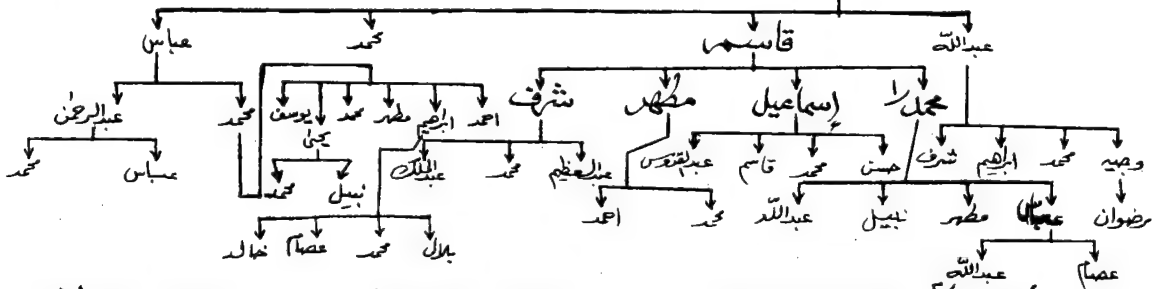 عبدالله قاسم محمد عباس
محمد إسماعيل مطهر شرف احمد ابراهيم مطهر محمد يوسف محمد عبدالرحمن
يحيى
وجيه محمد ابراهيم شرف حسن محمد قاسم عبدالقدوس عبدالعظيم محمد عبدالملك نبيل محمد عباس محمد
رضوان مطهر نبيل عبدالله محمد احمد
بلال محمد عصام خالد
عصام عبدالله